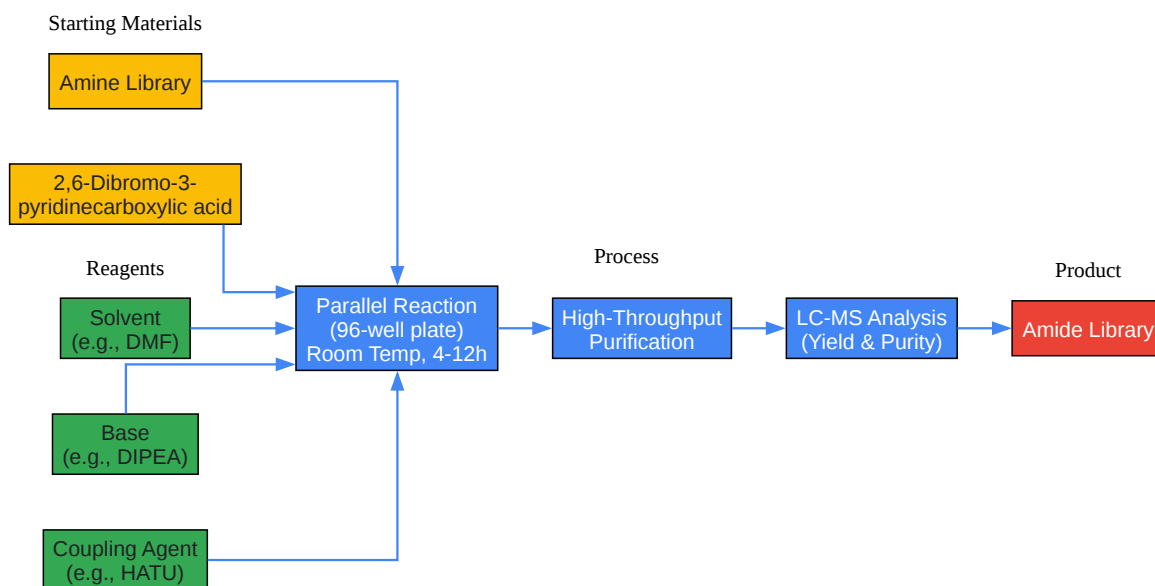 Starting Materials
Amine Library
2,6-Dibromo-3-
pyridinecarboxylic acid
Reagents
Solvent
(e.g., DMF)
Base
(e.g., DIPEA)
Coupling Agent
(e.g., HATU)
Parallel Reaction
(96-well plate)
Room Temp, 4-12h
Process
High-Throughput
Purification
LC-MS Analysis
(Yield & Purity)
Product
Amide Library